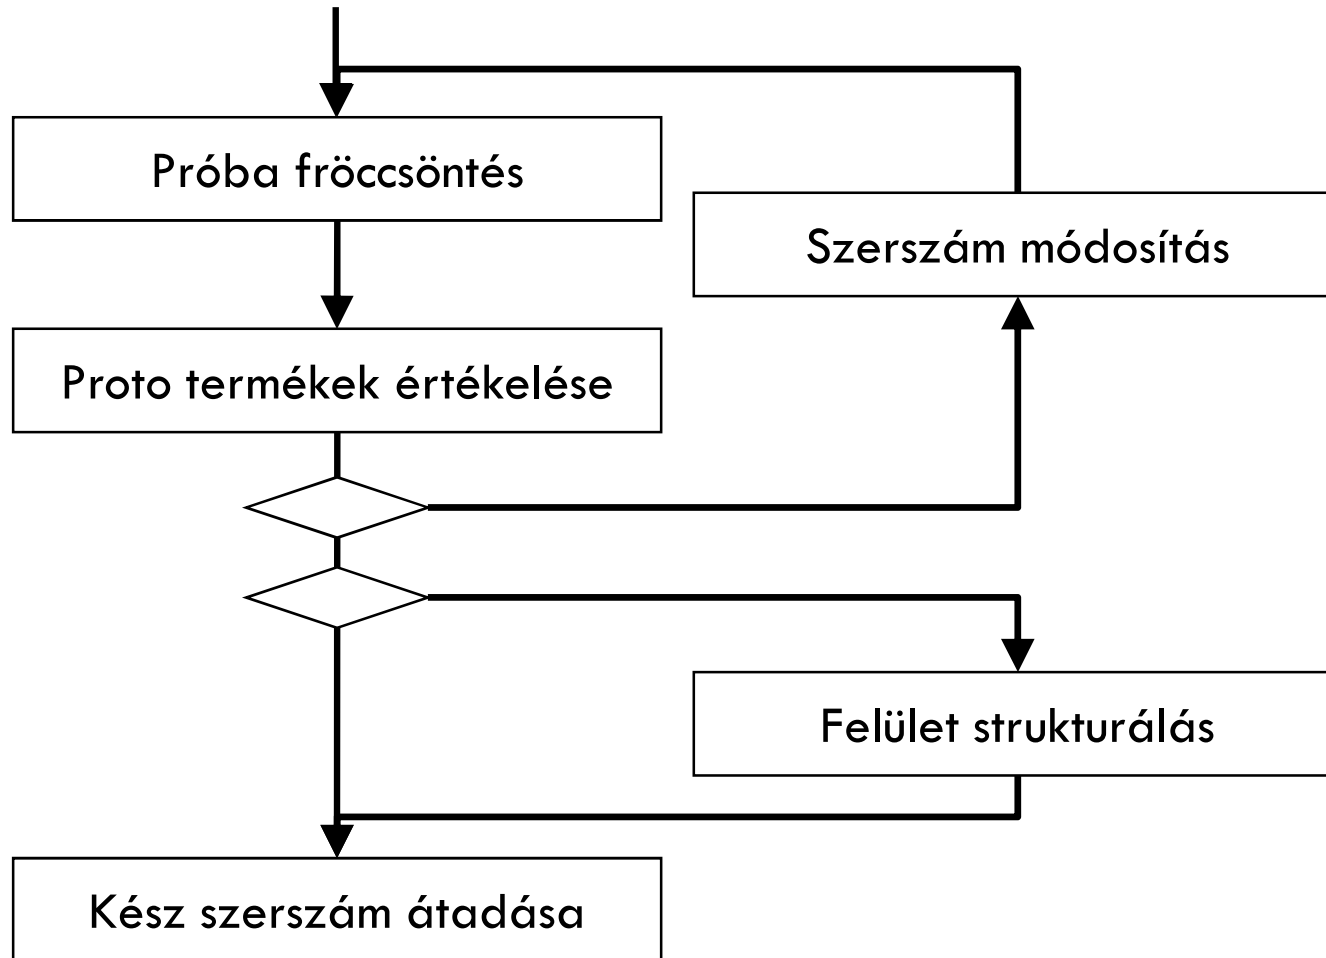 Próba fröccsöntés
Szerszám módosítás
Proto termékek értékelése
Felület strukturálás
Kész szerszám átadása